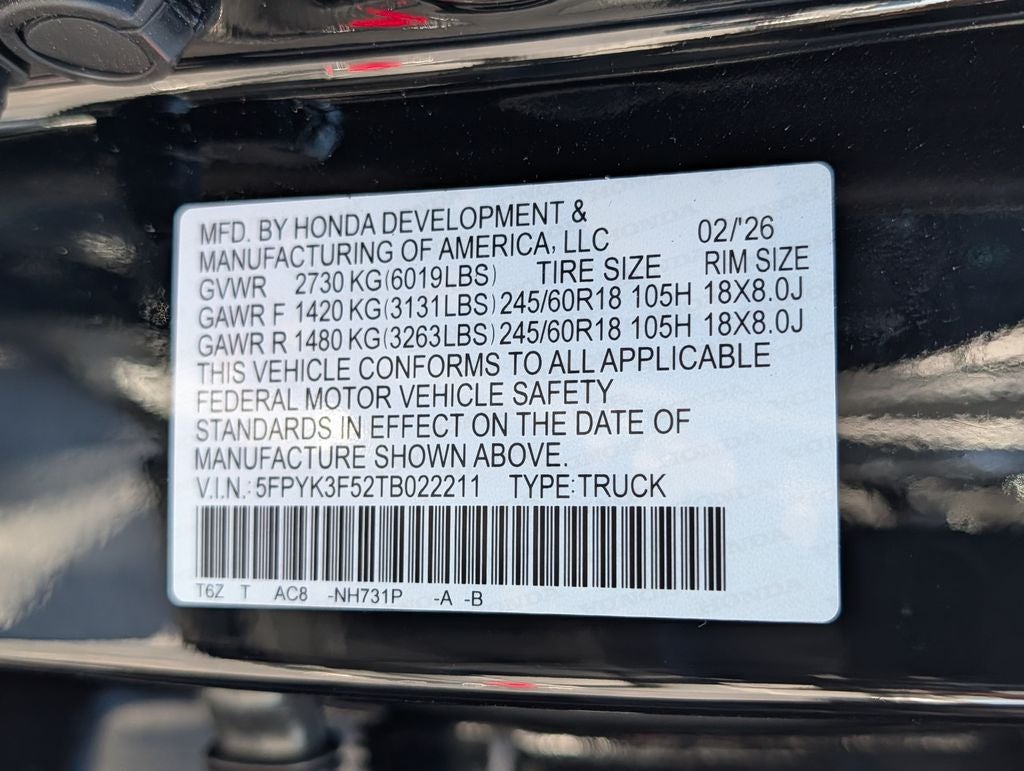 MFD. BY HONDA DEVELOPMENT &
MANUFACTURING OF AMERICA, LLC 02/'26
GVWR 2730 KG(6019LBS) TIRE SIZE RIM SIZE
GAWR F 1420 KG(3131LBS) 245/60R18 105H 18X8.0J
GAWR R 1480 KG(3263LBS) 245/60R18 105H 18X8.0J
THIS VEHICLE CONFORMS TO ALL APPLICABLE
FEDERAL MOTOR VEHICLE SAFETY
STANDARDS IN EFFECT ON THE DATE OF
MANUFACTURE SHOWN ABOVE.
V.I.N.: 5FPYK3F52TB022211 TYPE:TRUCK
T6Z T AC8 -NH731P -A -B